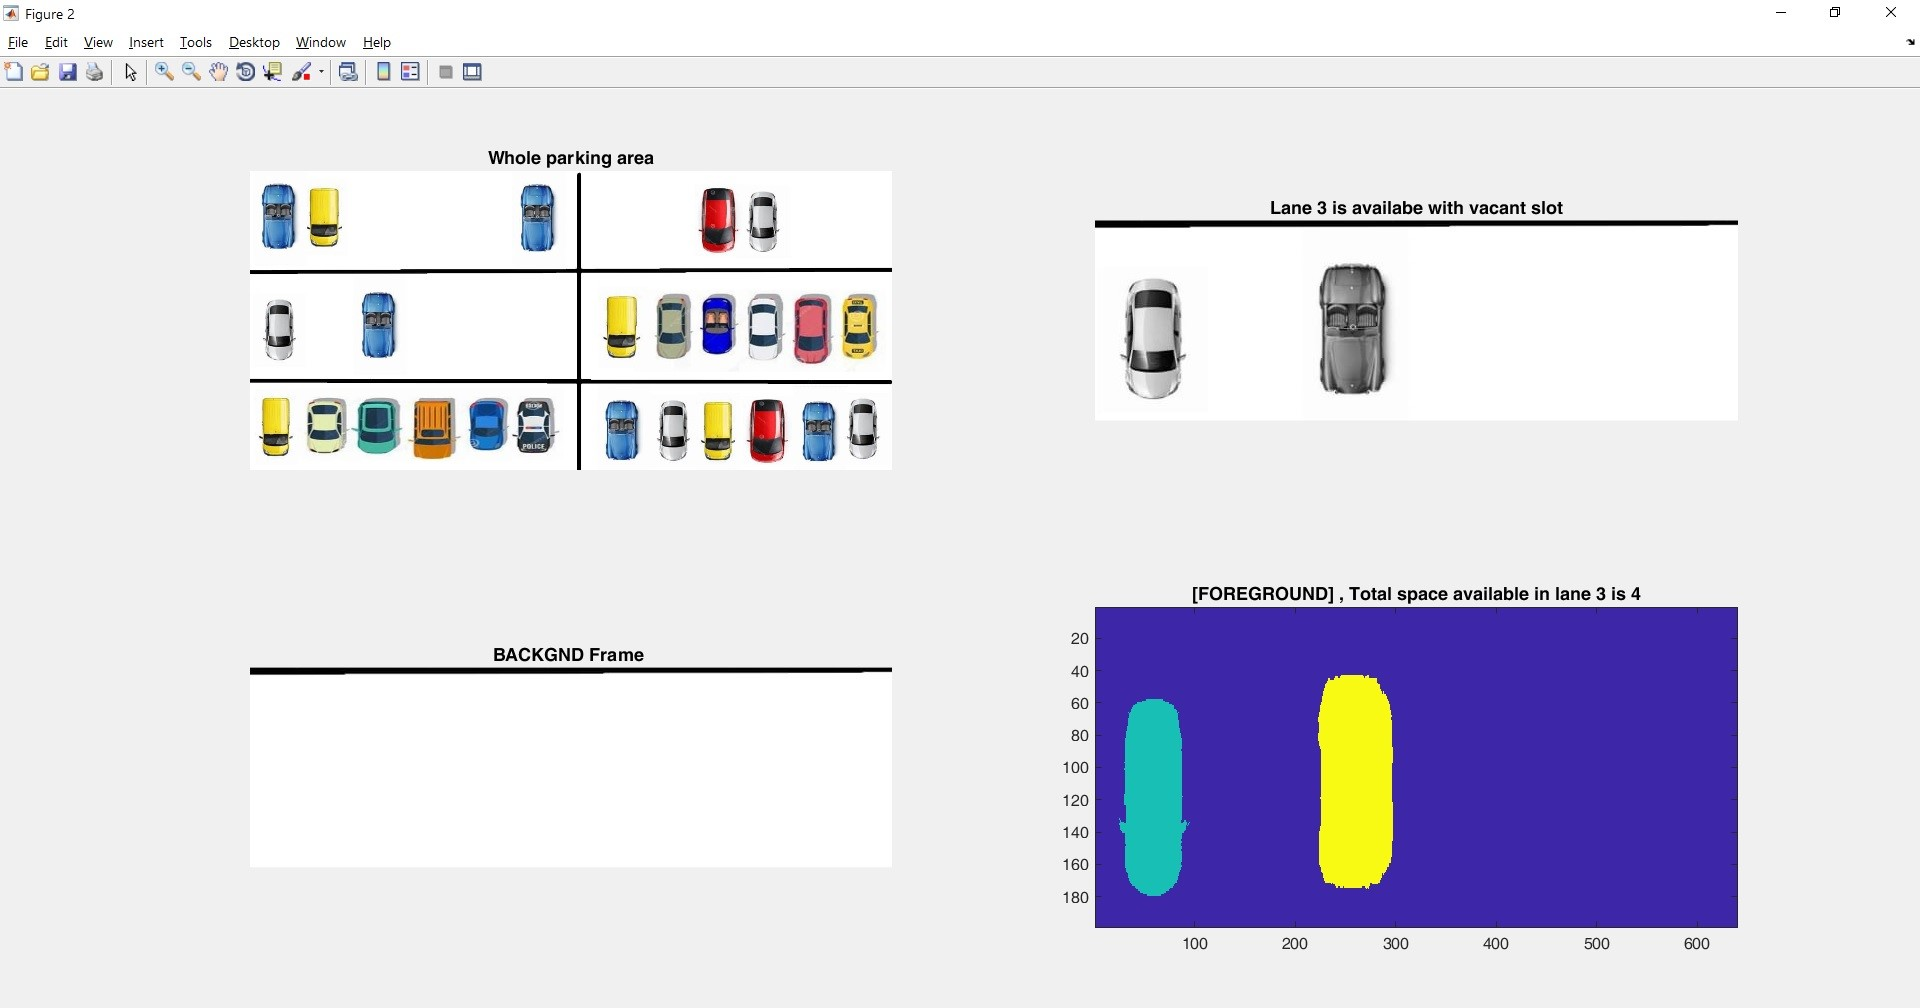 Figure 2
File Edit View Insert Tools Desktop Window Help
Whole parking area
POLICE
Lane 3 is availabe with vacant slot
BACKGND Frame
[FOREGROUND] , Total space available in lane 3 is 4
20
40
60
80
100
120
140
160
180
100 200 300 400 500 600